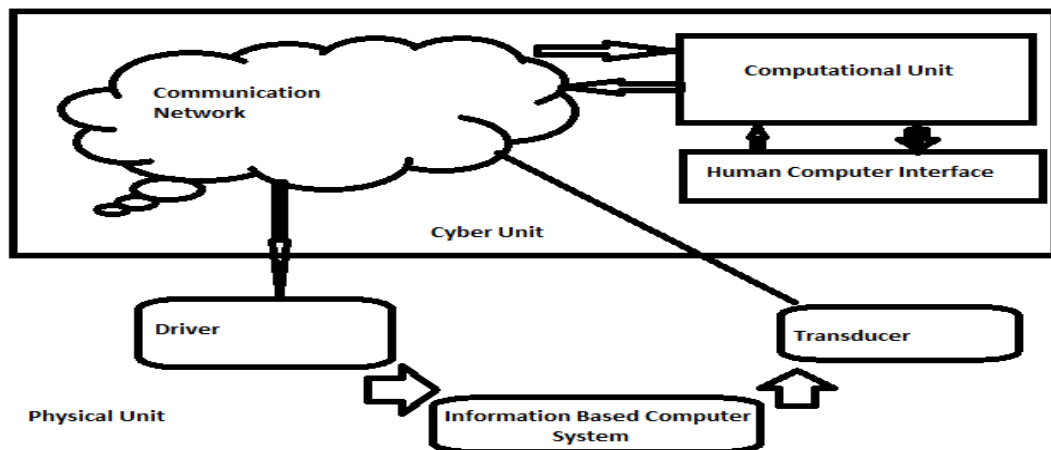 Communication
Network
Computational Unit
Human Computer Interface
Cyber Unit
Driver
Transducer
Physical Unit
Information Based Computer
System